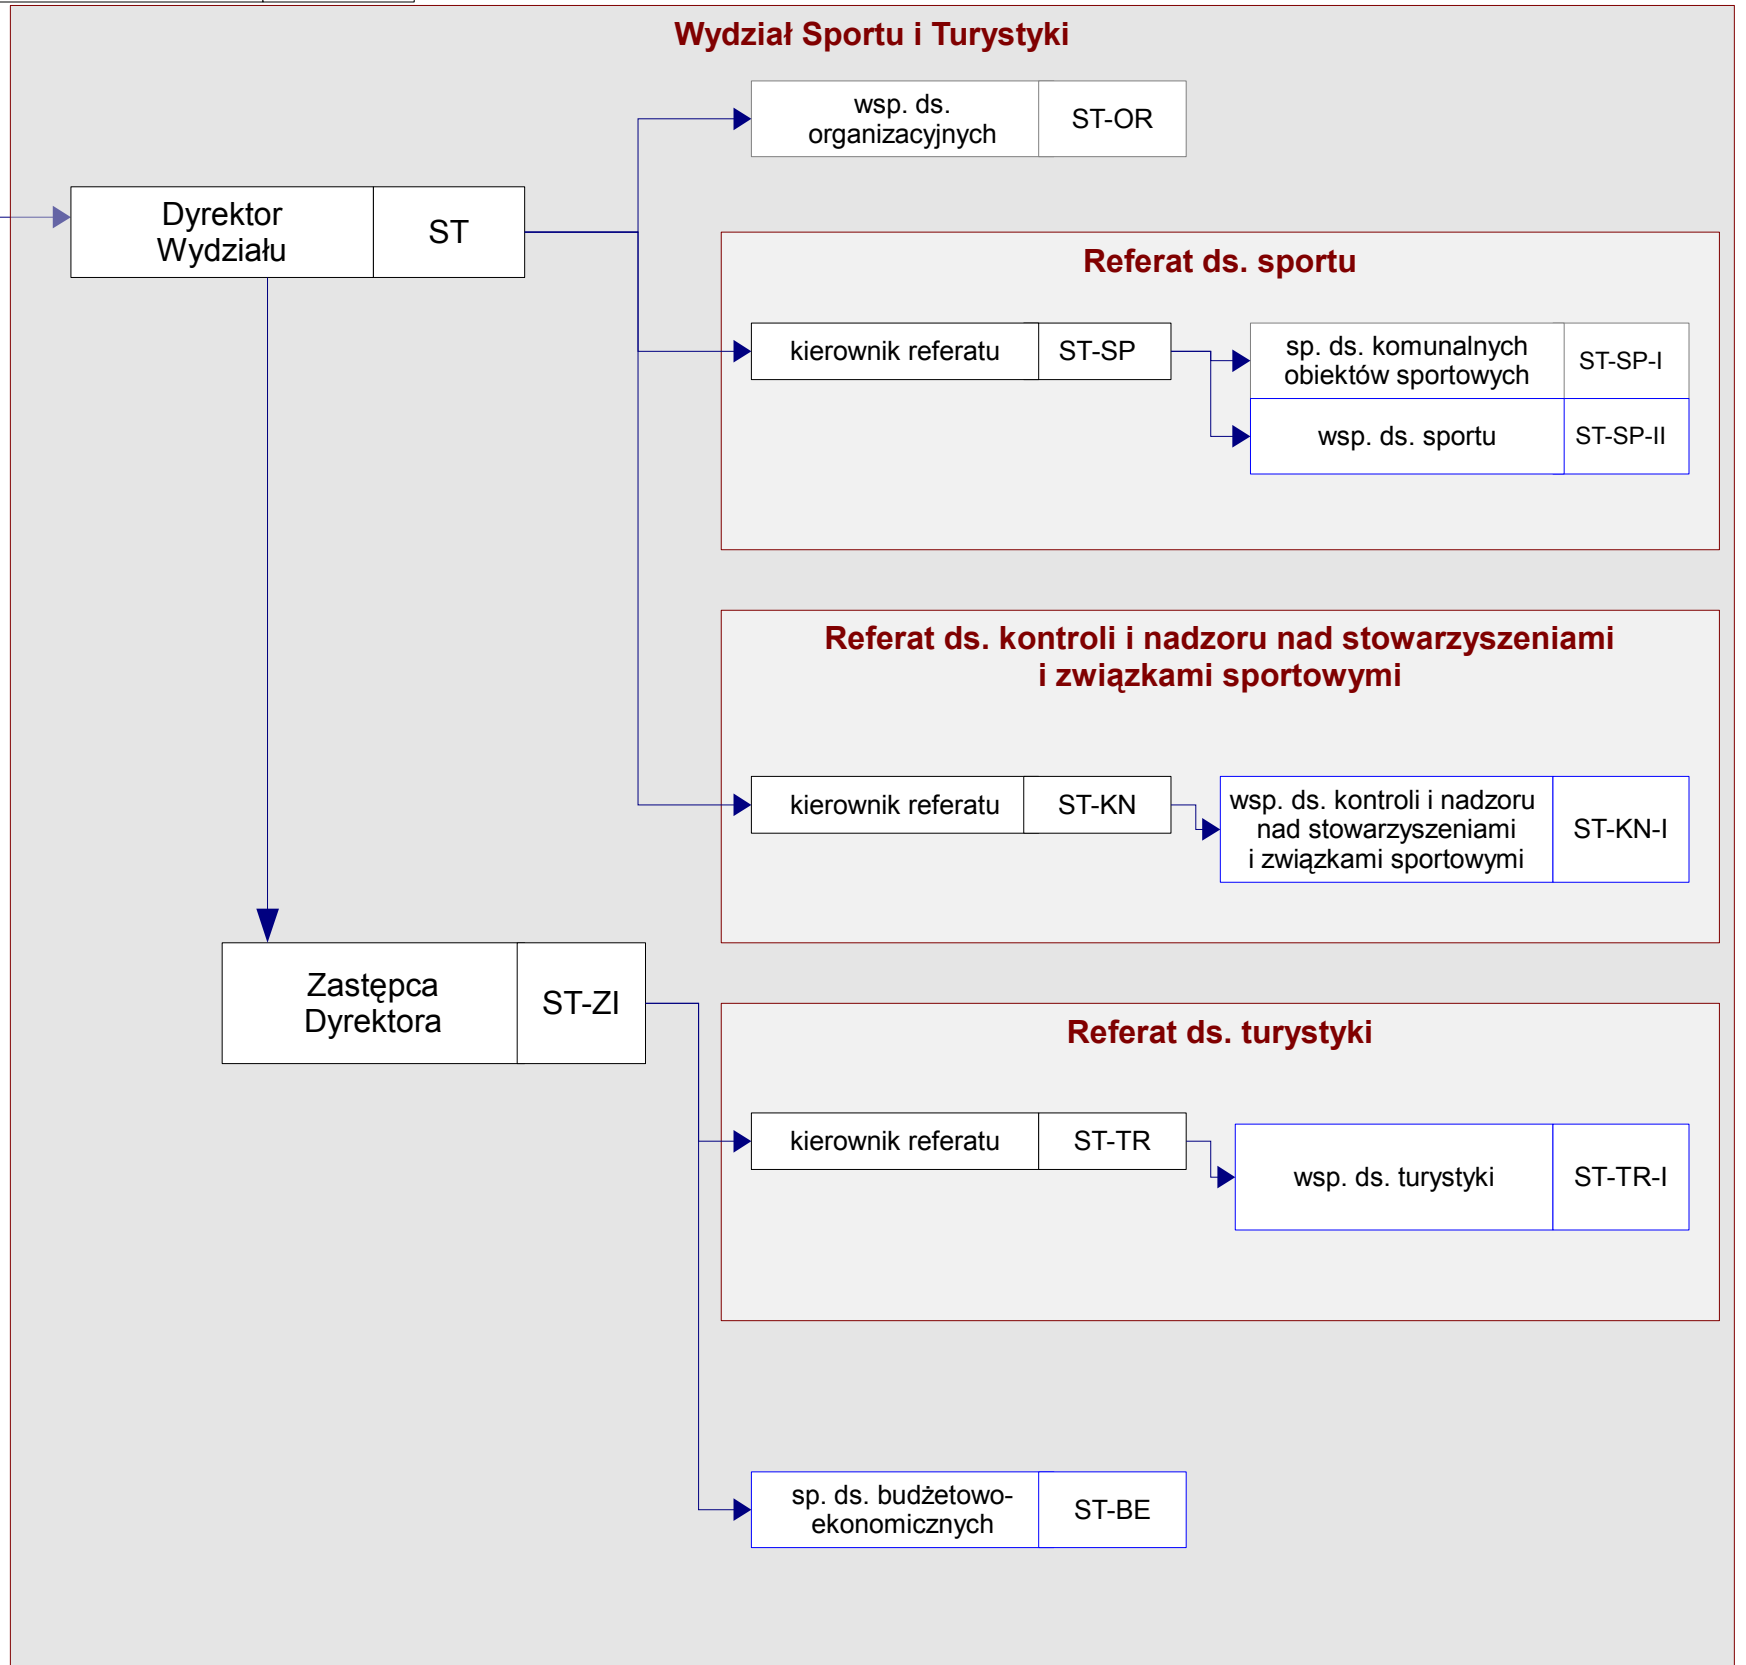 Wydział Sportu i Turystyki
wsp. ds.
organizacyjnych
ST-OR
Dyrektor
Wydziału
ST
Referat ds. sportu
kierownik referatu
ST-SP
sp. ds. komunalnych
obiektów sportowych
ST-SP-I
wsp. ds. sportu
ST-SP-II
Referat ds. kontroli i nadzoru nad stowarzyszeniami
i związkami sportowymi
kierownik referatu
ST-KN
wsp. ds. kontroli i nadzoru
nad stowarzyszeniami
i związkami sportowymi
ST-KN-I
Zastępca
Dyrektora
ST-ZI
Referat ds. turystyki
kierownik referatu
ST-TR
wsp. ds. turystyki
ST-TR-I
sp. ds. budżetowo-
ekonomicznych
ST-BE